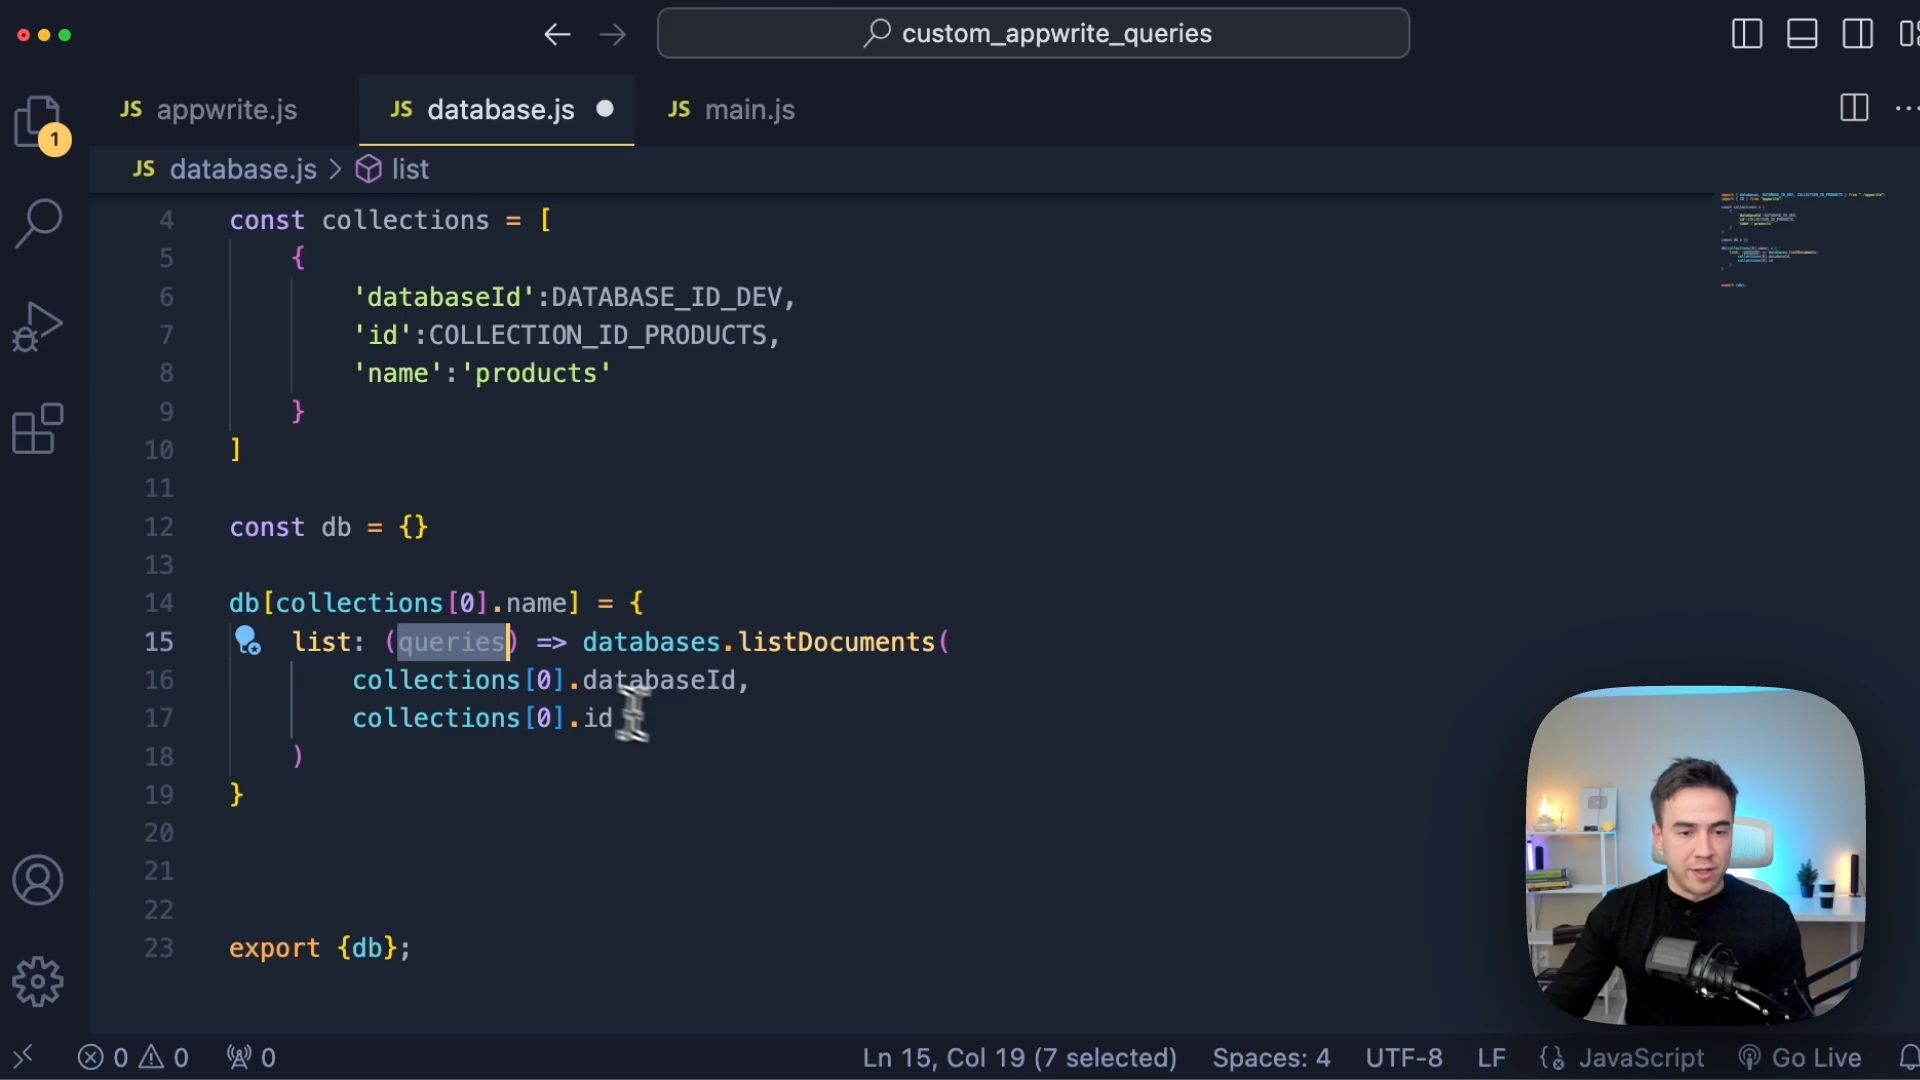 custom_appwrite_queries
JS appwrite.js
JS database.js
JS main.js
1
JS database.js > list
4 const collections = [
5 {
6 'databaseId':DATABASE_ID_DEV,
7 'id':COLLECTION_ID_PRODUCTS,
8 'name':'products'
9 }
10 ]
11
12 const db = {}
13
14 db[collections[0].name] = {
15 list: (queries) => databases.listDocuments(
16 collections[0].databaseId,
17 collections[0].id
18 )
19 }
20
21
22
23 export {db};
0 0 0 Ln 15, Col 19 (7 selected) Spaces: 4 UTF-8 LF JavaScript Go Live